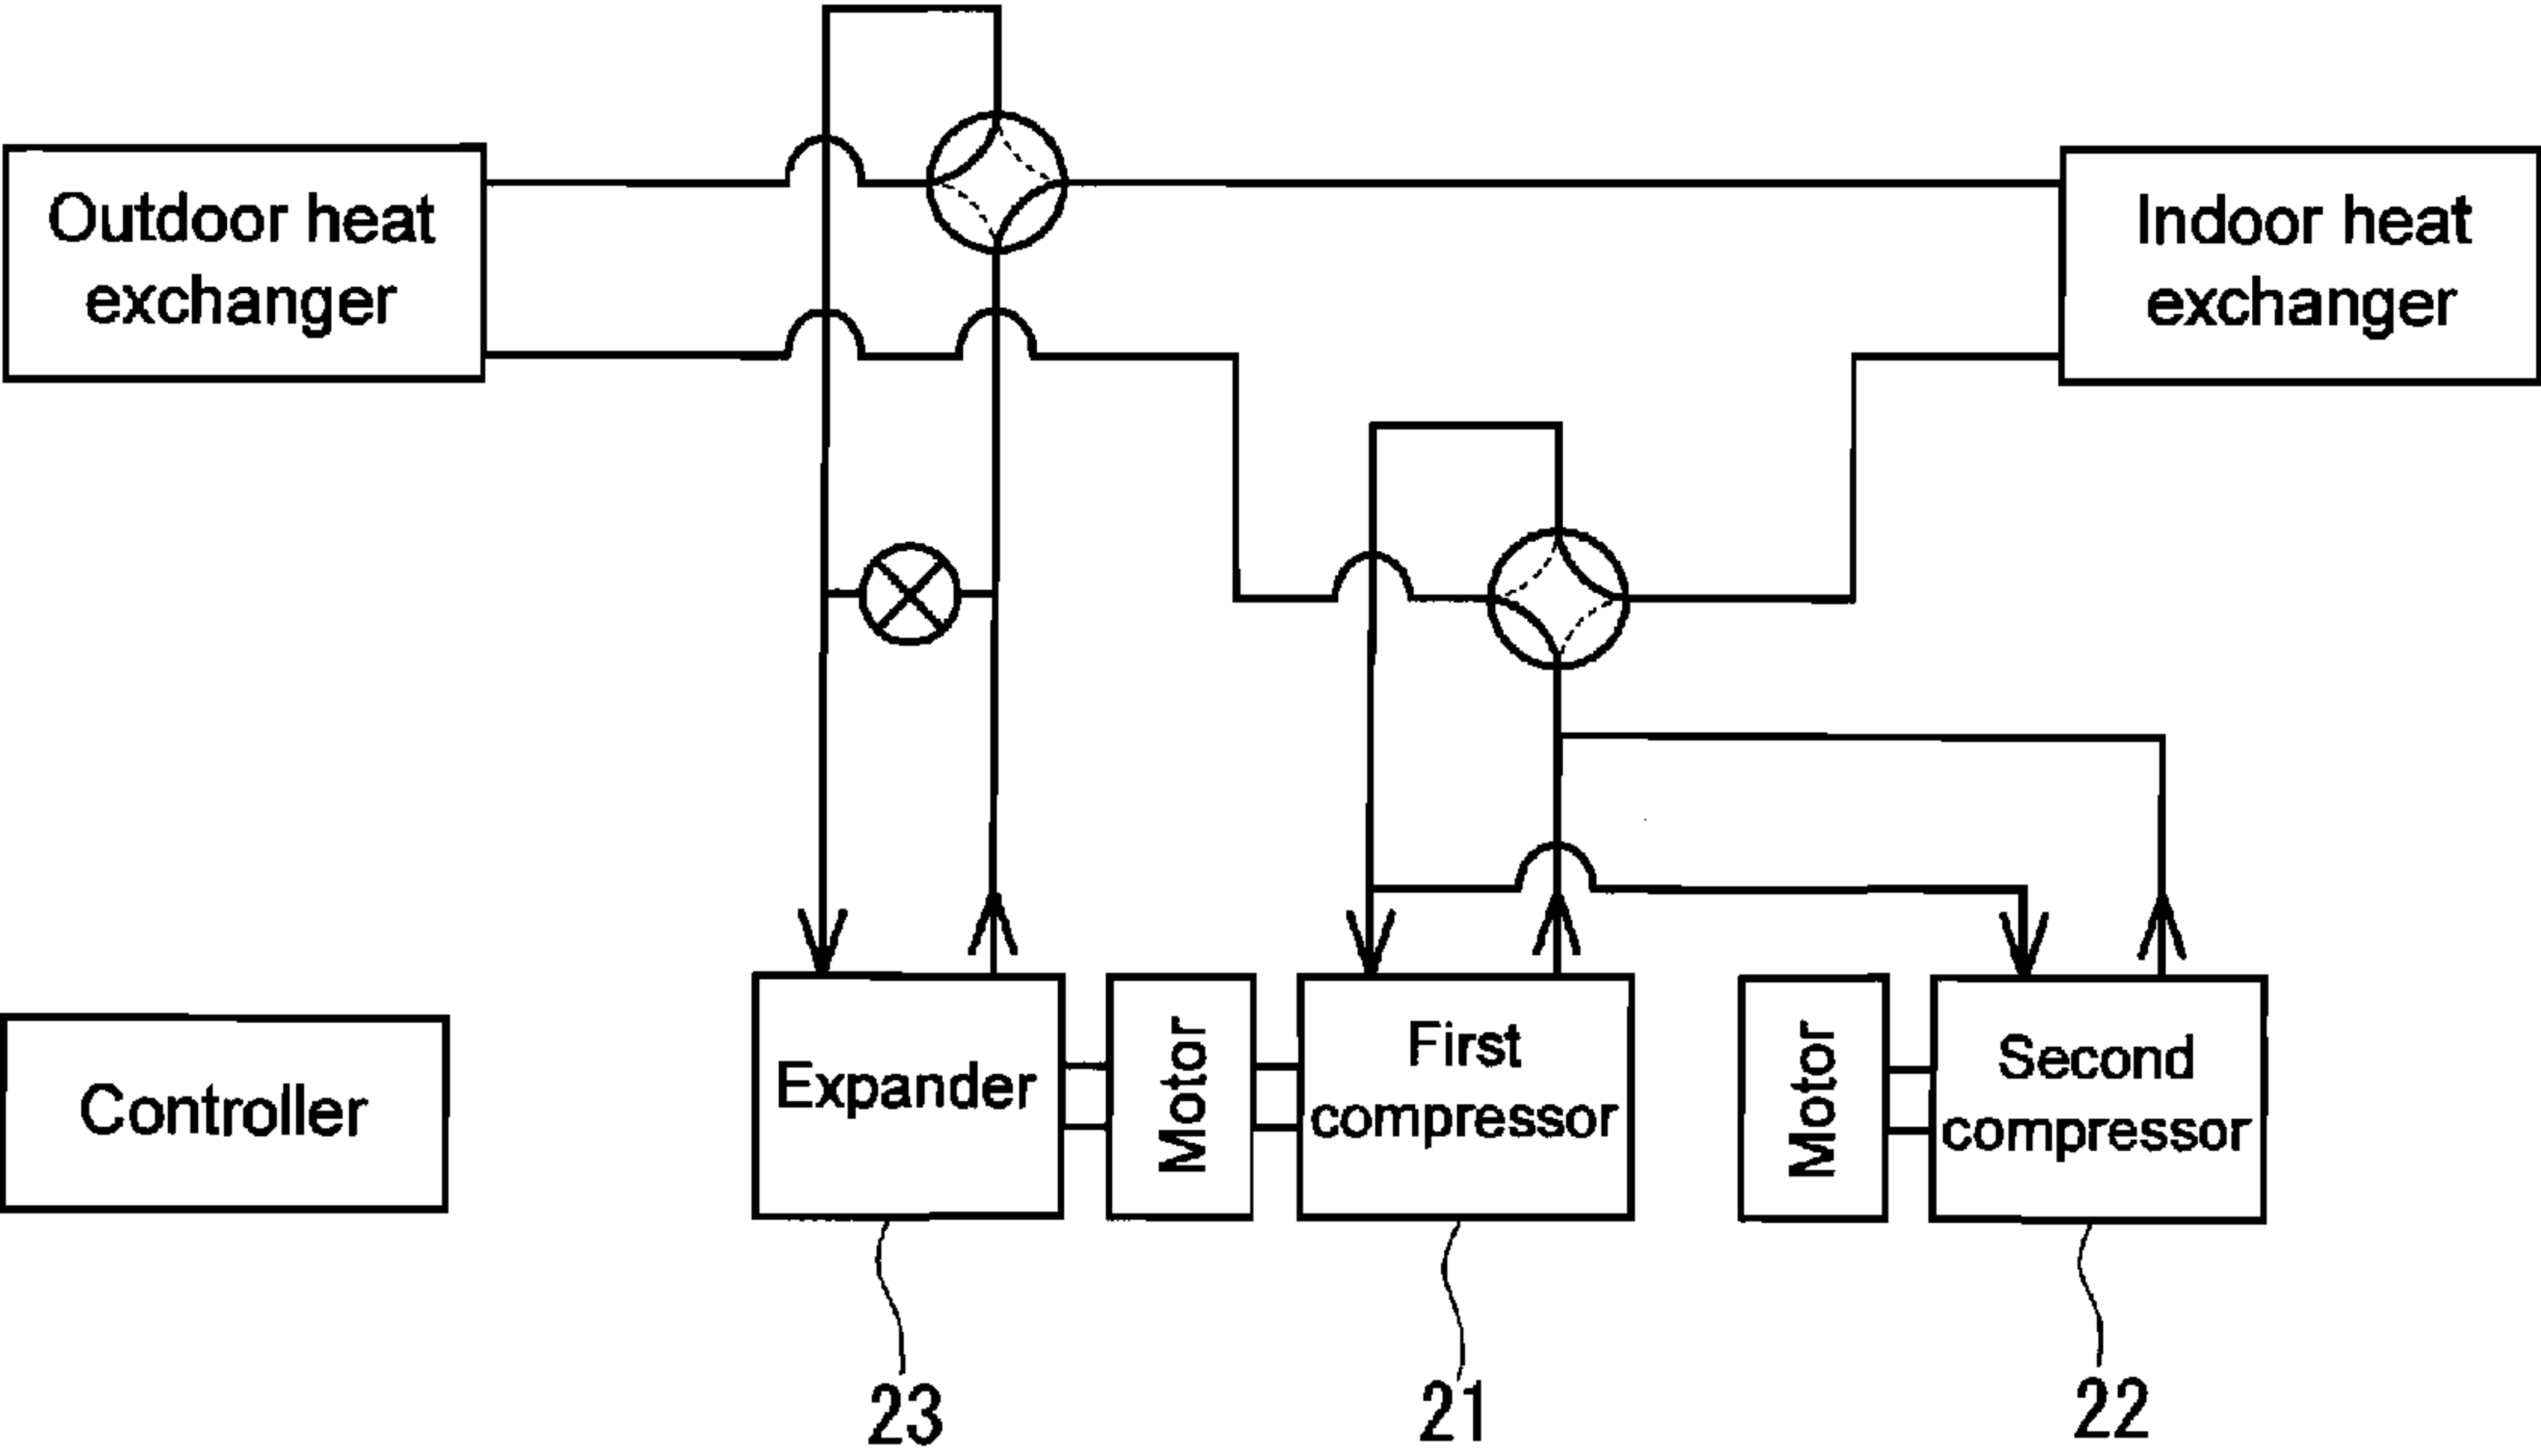 Outdoor heat
exchanger
Indoor heat
exchanger
Controller
Expander
Motor
First
compressor
Motor
Second
compressor
23
21
22